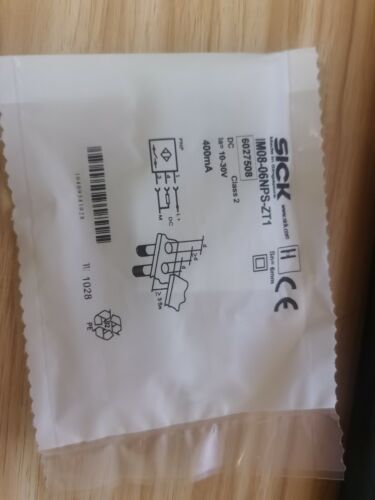 SICK
www.sick.com
IM08-06NPS-ZT1
6027508
DC Class 2
Ia= 10-30V
400mA
Sn= 6mm
CE
PNP
DC
L+
M
1028
PE